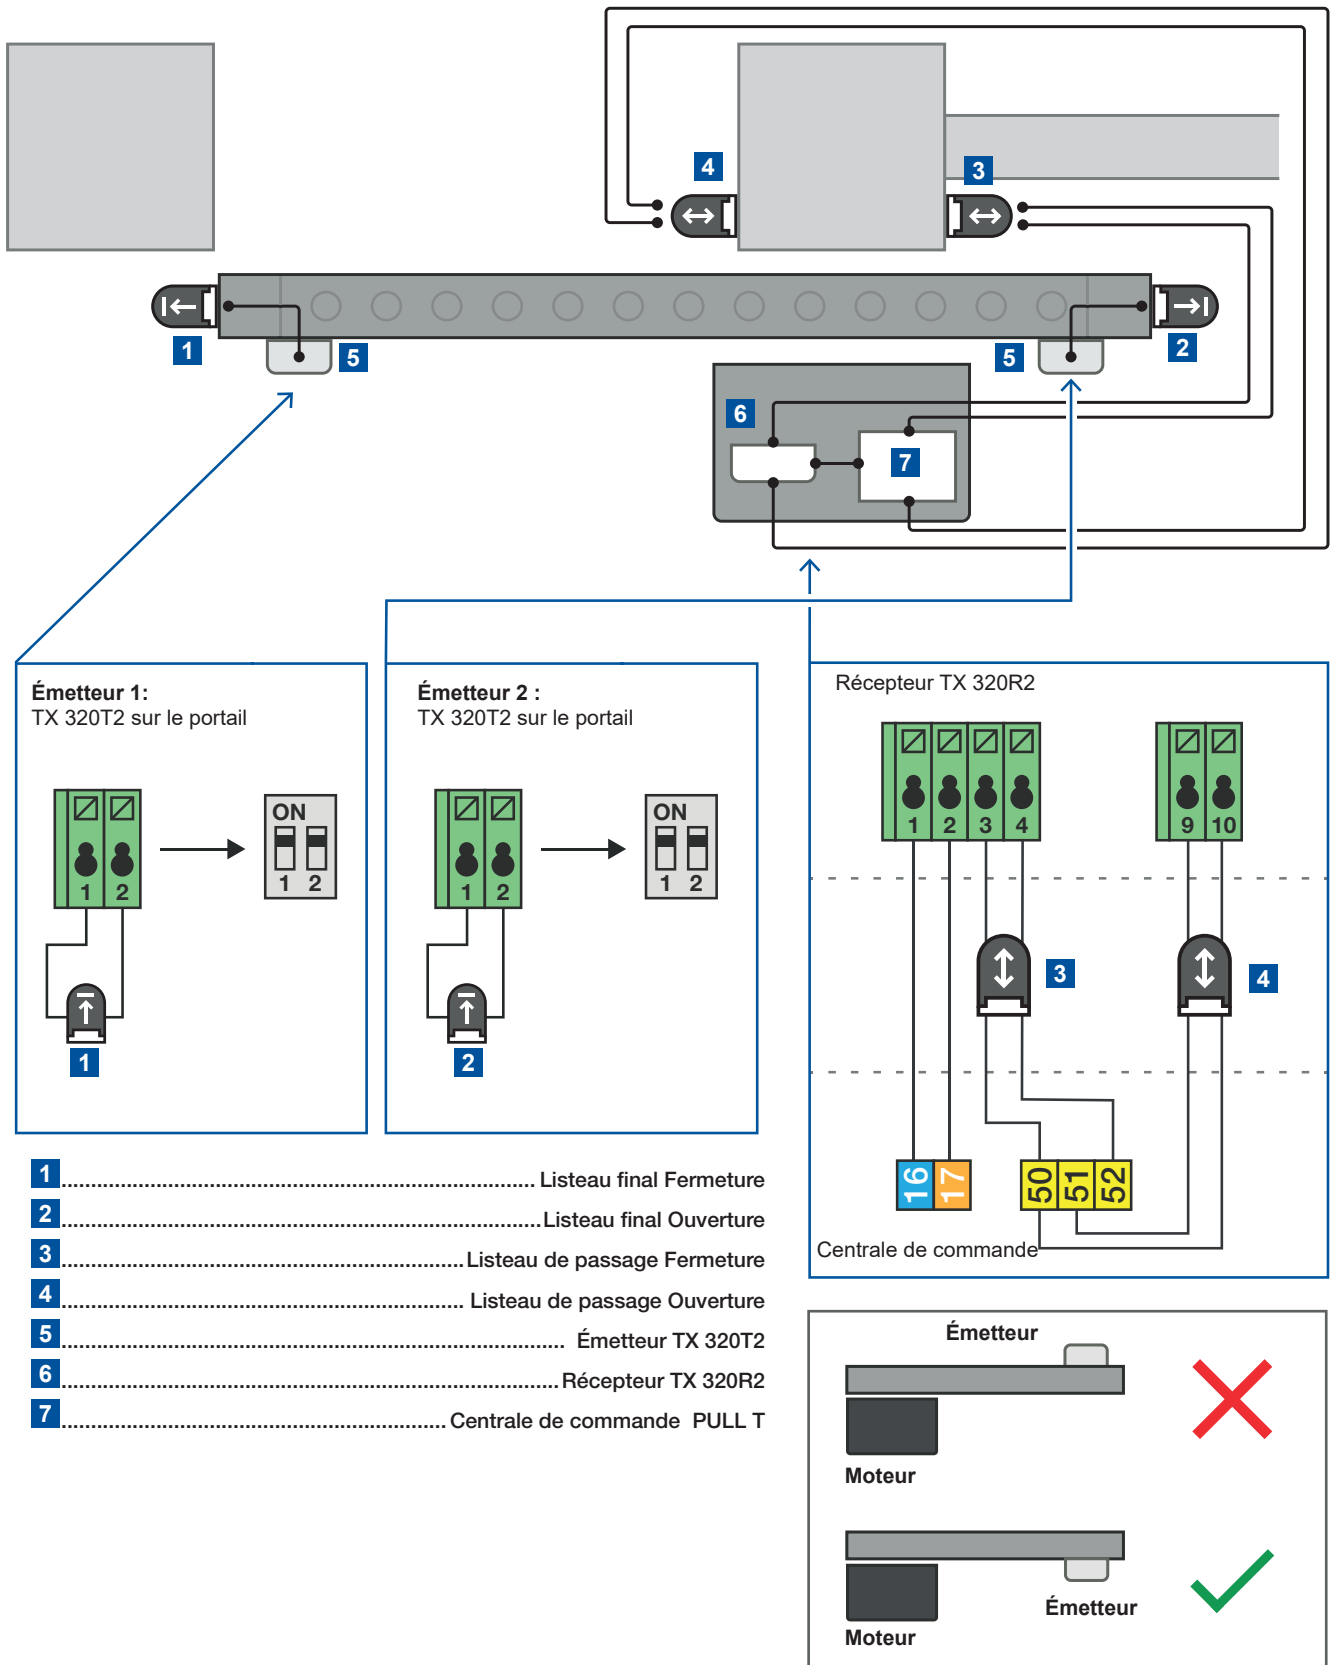 4
3
1
5
5
2
6
7
Émetteur 1:
TX 320T2 sur le portail
ON
1 2
1 2
1
Émetteur 2 :
TX 320T2 sur le portail
ON
1 2
1 2
2
Récepteur TX 320R2
1 2 3 4
9 10
3
4
16 17
50 51 52
Centrale de commande
1 ........ Listeau final Fermeture
2 ........ Listeau final Ouverture
3 ........ Listeau de passage Fermeture
4 ........ Listeau de passage Ouverture
5 ........ Émetteur TX 320T2
6 ........ Récepteur TX 320R2
7 ........ Centrale de commande PULL T
Émetteur
Moteur
Émetteur
Moteur